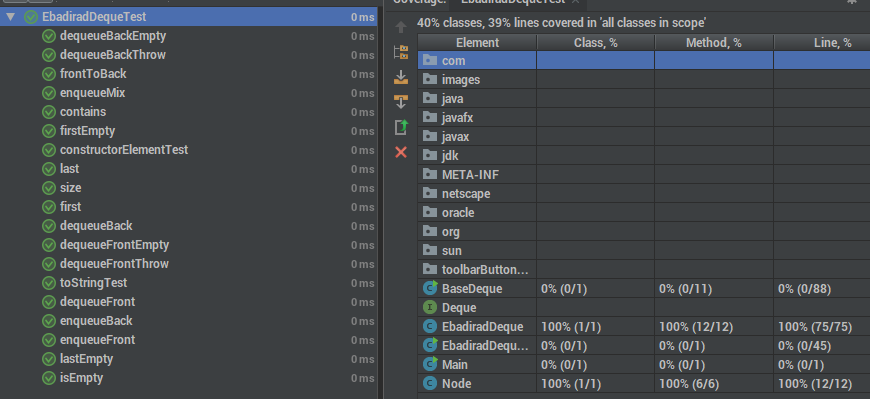 EbadiradDequeTest 0 ms
dequeueBackEmpty 0 ms
dequeueBackThrow 0 ms
frontToBack 0 ms
enqueueMix 0 ms
contains 0 ms
firstEmpty 0 ms
constructorElementTest 0 ms
last 0 ms
size 0 ms
first 0 ms
dequeueBack 0 ms
dequeueFrontEmpty 0 ms
dequeueFrontThrow 0 ms
toStringTest 0 ms
dequeueFront 0 ms
enqueueBack 0 ms
enqueueFront 0 ms
lastEmpty 0 ms
isEmpty 0 ms
Coverage: EbadiradDequeTest
40% classes, 39% lines covered in 'all classes in scope'
Element Class, % Method, % Line, %
com
images
java
javafx
javax
jdk
META-INF
netscape
oracle
org
sun
toolbarButton...
BaseDeque 0% (0/1) 0% (0/11) 0% (0/88)
Deque
EbadiradDeque 100% (1/1) 100% (12/12) 100% (75/75)
EbadiradDequ... 0% (0/1) 0% (0/1) 0% (0/45)
Main 0% (0/1) 0% (0/1) 0% (0/1)
Node 100% (1/1) 100% (6/6) 100% (12/12)